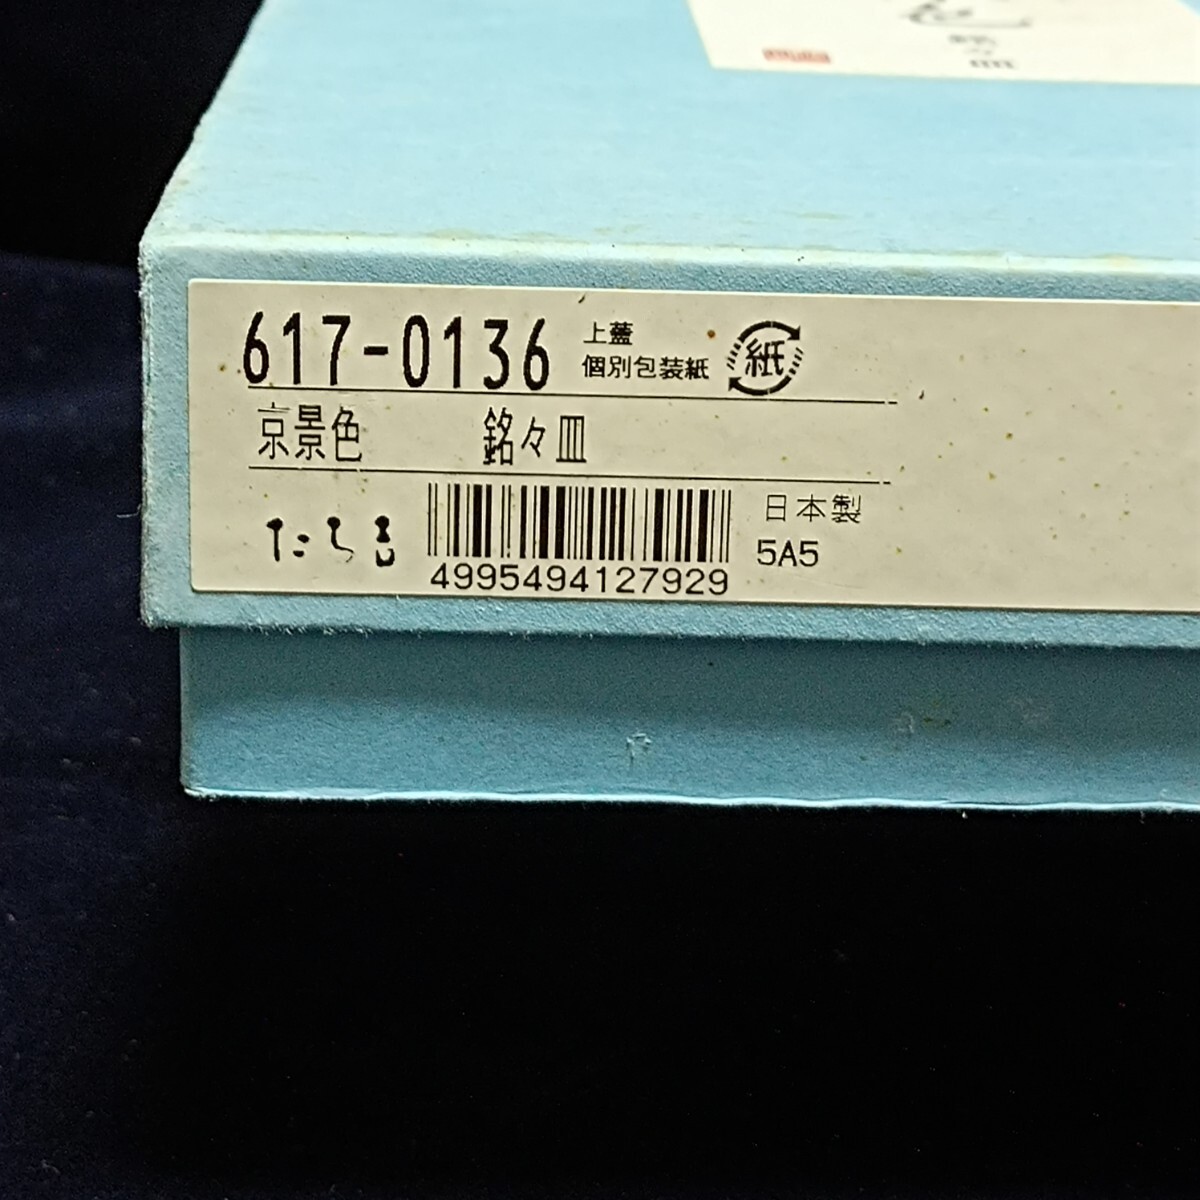 617-0136
上蓋
個別包装紙
紙
京景色 銘々皿
たち吉
日本製
5A5
4995494127929